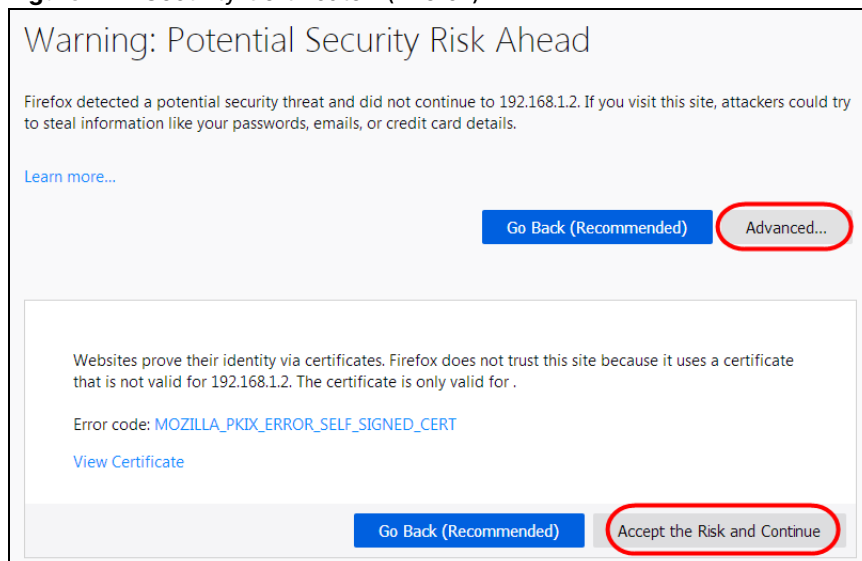 Warning: Potential Security Risk Ahead
Firefox detected a potential security threat and did not continue to 192.168.1.2. If you visit this site, attackers could try
to steal information like your passwords, emails, or credit card details.
Learn more...
Go Back (Recommended) Advanced...
Websites prove their identity via certificates. Firefox does not trust this site because it uses a certificate
that is not valid for 192.168.1.2. The certificate is only valid for .
Error code: MOZILLA_PKIX_ERROR_SELF_SIGNED_CERT
View Certificate
Go Back (Recommended) Accept the Risk and Continue